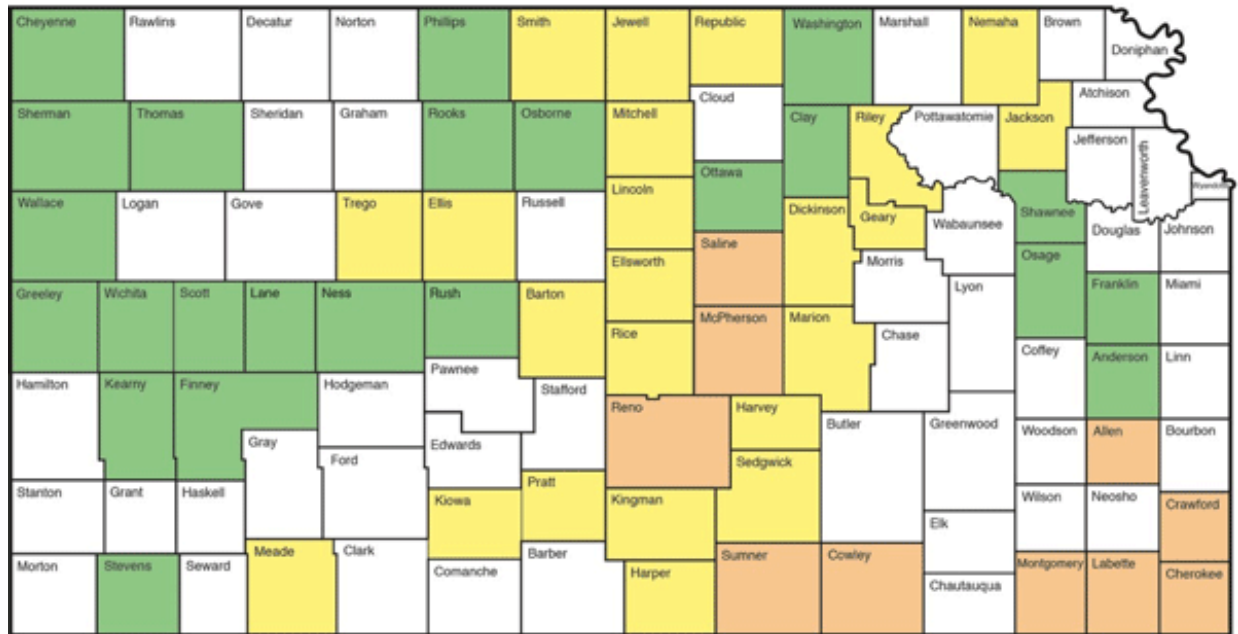 Cheyenne
Rawlins
Decatur
Norton
Phillips
Smith
Jewell
Republic
Washington
Marshall
Nemaha
Brown
Doniphan
Sherman
Thomas
Sheridan
Graham
Rooks
Osborne
Mitchell
Cloud
Clay
Riley
Pottawatomie
Jackson
Atchison
Jefferson
Leavenworth
Wyandotte
Wallace
Logan
Gove
Trego
Ellis
Russell
Lincoln
Ottawa
Dickinson
Geary
Wabaunsee
Shawnee
Douglas
Johnson
Ellsworth
Saline
Morris
Osage
Greeley
Wichita
Scott
Lane
Ness
Rush
Barton
Rice
McPherson
Marion
Chase
Lyon
Franklin
Miami
Hamilton
Kearny
Finney
Hodgeman
Pawnee
Stafford
Coffey
Anderson
Linn
Gray
Ford
Edwards
Reno
Harvey
Butler
Greenwood
Woodson
Allen
Bourbon
Stanton
Grant
Haskell
Kiowa
Pratt
Kingman
Sedgwick
Elk
Wilson
Neosho
Crawford
Morton
Stevens
Seward
Meade
Clark
Comanche
Barber
Harper
Sumner
Cowley
Chautauqua
Montgomery
Labette
Cherokee